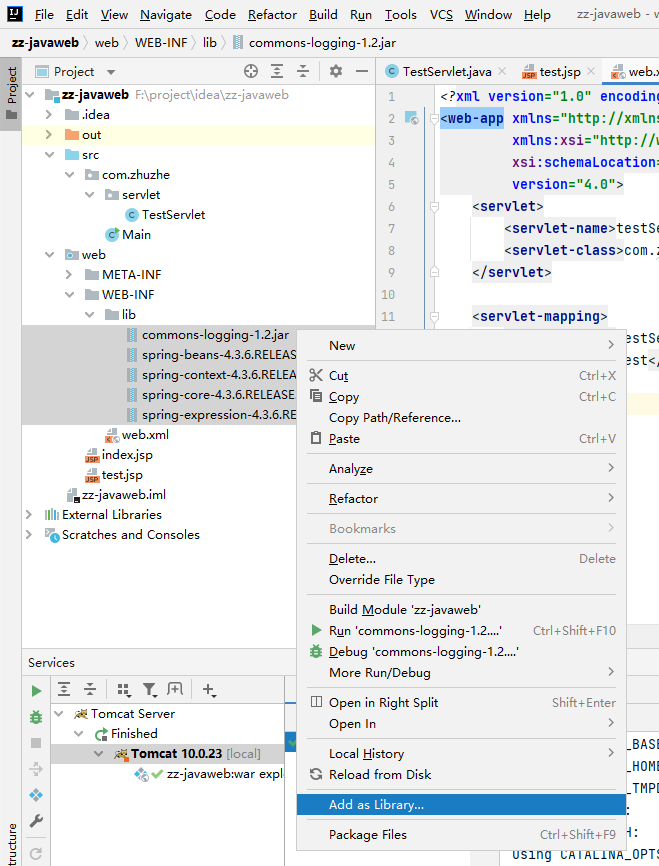 File Edit View Navigate Code Refactor Build Run Tools VCS Window Help zz-javaweb - w
zz-javaweb web WEB-INF lib commons-logging-1.2.jar
Project
Project
TestServlet.java
test.jsp
web.x
zz-javaweb F:\project\idea\zz-javaweb
.idea
out
src
com.zhuzhe
servlet
TestServlet
Main
web
META-INF
WEB-INF
lib
commons-logging-1.2.jar
spring-beans-4.3.6.RELEAS
spring-context-4.3.6.RELEA
spring-core-4.3.6.RELEASE
spring-expression-4.3.6.RE
web.xml
index.jsp
test.jsp
zz-javaweb.iml
External Libraries
Scratches and Consoles
1 <?xml version="1.0" encoding
2 <web-app xmlns="http://xmlns
3 xmlns:xsi="http://w
4 xsi:schemaLocation=
5 version="4.0">
6 <servlet>
7 <servlet-name>testSe
8 <servlet-class>com.z
9 </servlet>
10
11 <servlet-mapping>
estSe
est</
New
Cut Ctrl+X
Copy Ctrl+C
Copy Path/Reference...
Paste Ctrl+V
Analyze
Refactor
Bookmarks
Delete... Delete
Override File Type
Build Module 'zz-javaweb'
Run 'commons-logging-1.2....' Ctrl+Shift+F10
Debug 'commons-logging-1.2....'
More Run/Debug
Open in Right Split Shift+Enter
Open In
Local History
Reload from Disk
Add as Library...
Package Files Ctrl+Shift+F9
Services
Tomcat Server
Finished
Tomcat 10.0.23 [local]
zz-javaweb:war explo
_BASE
_HOME
_TMPD
:
H:
Using CATALINA_OPTS
ructure